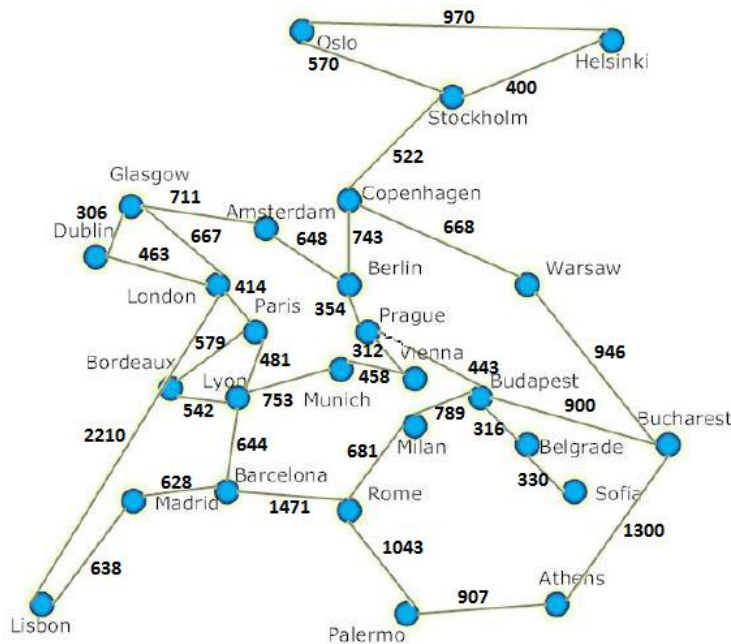 970
Oslo
Helsinki
570
400
Stockholm
522
Glasgow
711
Copenhagen
306
Amsterdam
Dublin
667
648
743
668
463
Berlin
Warsaw
London
414
354
Paris
Prague
579
312
Vienna
946
Bordeaux
481
443
Lyon
458
Budapest
Munich
900
542
753
789
Bucharest
2210
316
Milan
Belgrade
644
681
628
Barcelona
330
Madrid
Rome
Sofia
1471
1300
638
1043
Athens
907
Lisbon
Palermo